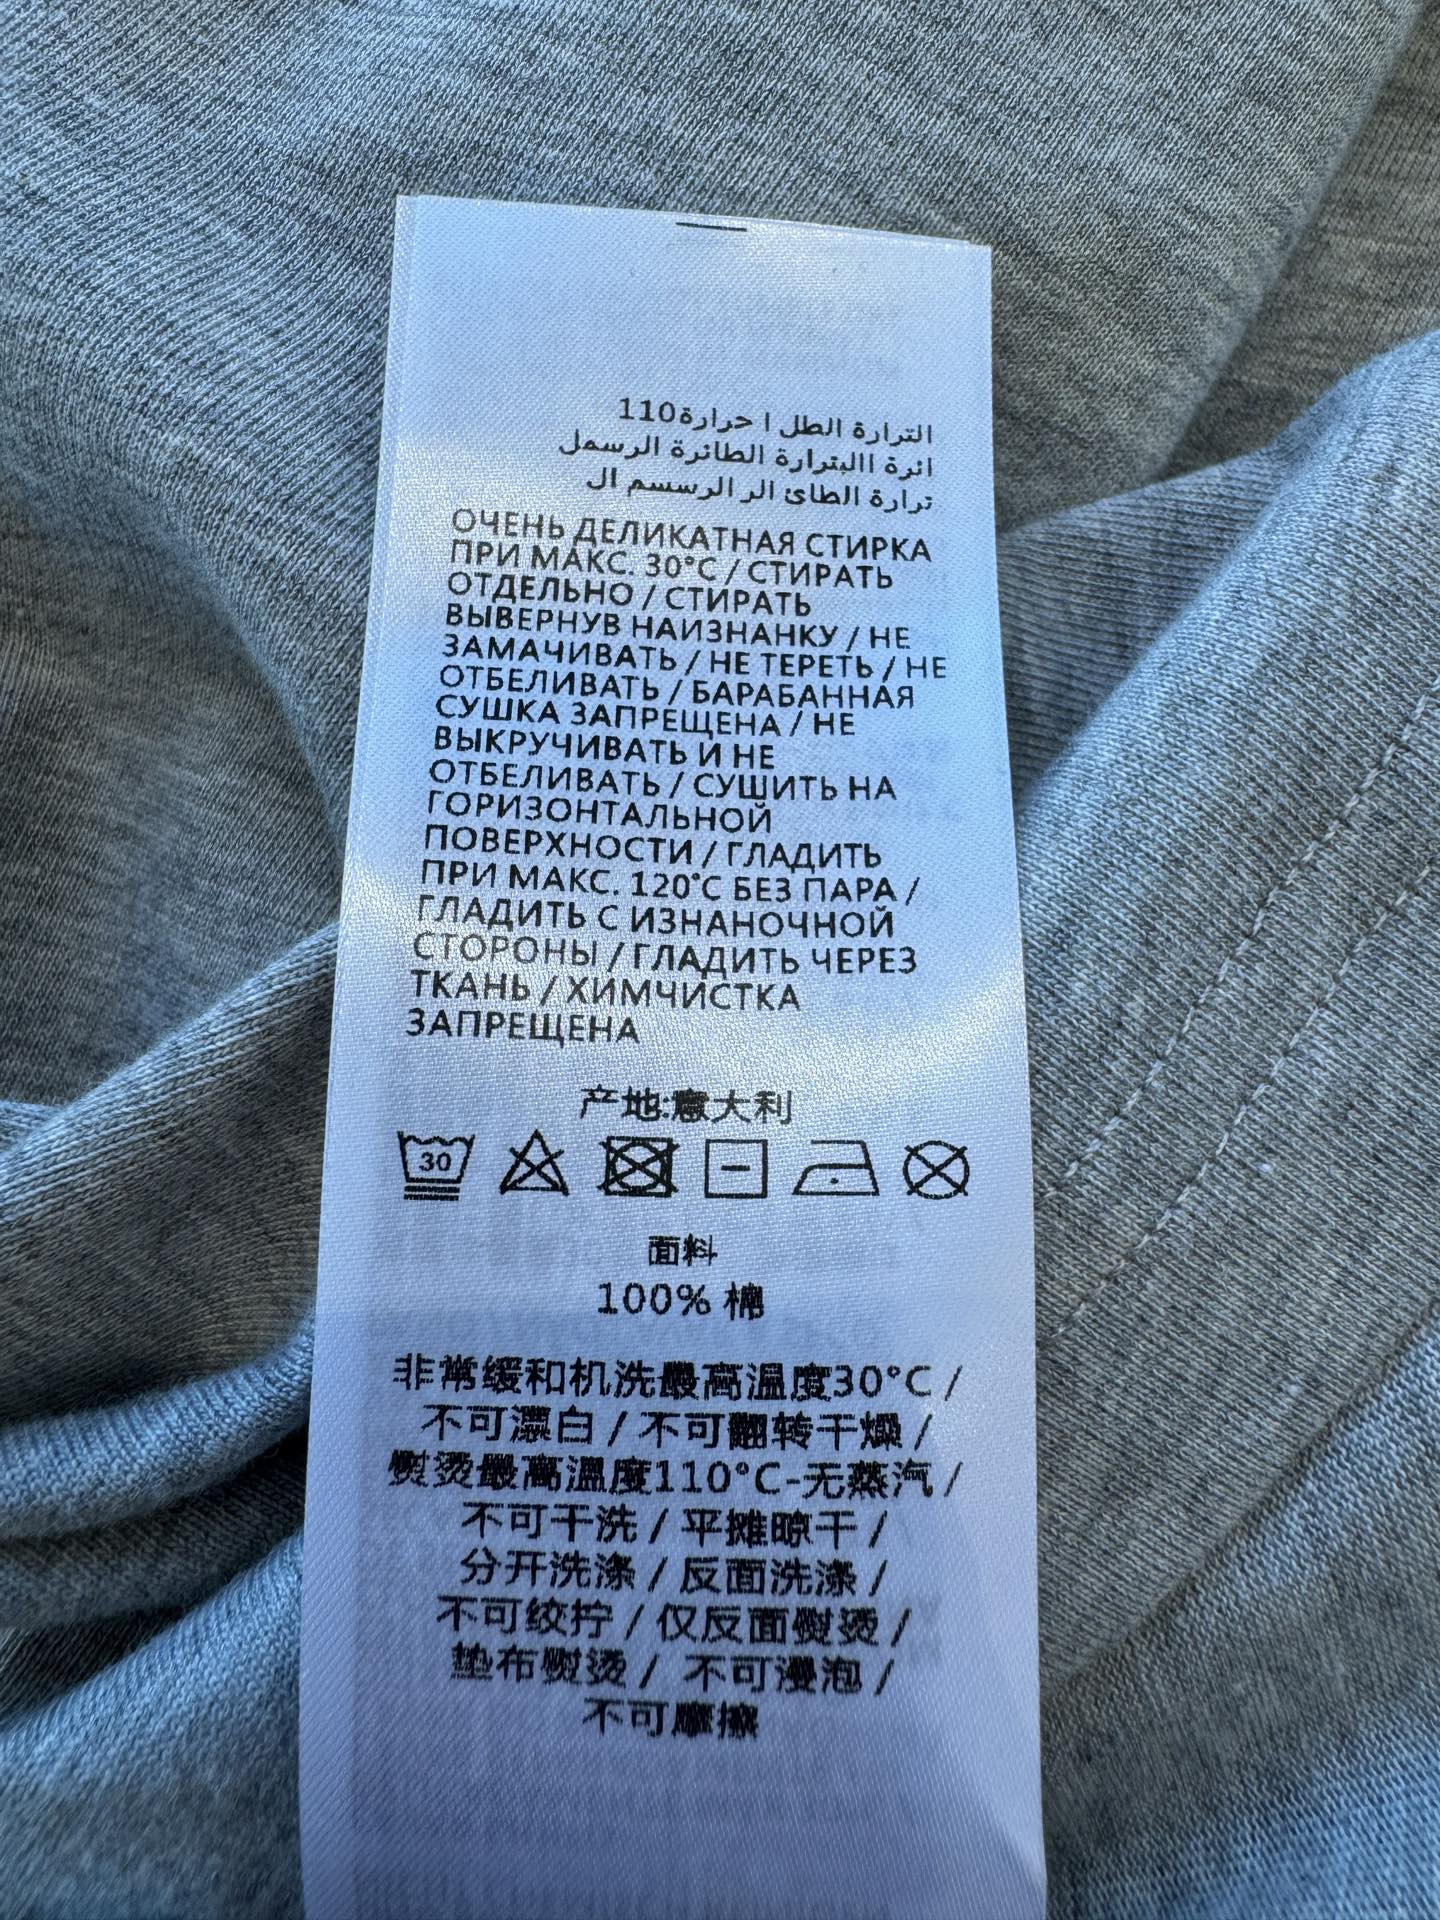 الترارة الطل ا حرارة110
ائرة االبترارة الطائرة الرسمل
ترارة الطائ الر الرسسم ال
ОЧЕНЬ ДЕЛИКАТНАЯ СТИРКА
ПРИ МАКС. 30°C / СТИРАТЬ
ОТДЕЛЬНО / СТИРАТЬ
ВЫВЕРНУВ НАИЗНАНКУ / НЕ
ЗАМАЧИВАТЬ / НЕ ТЕРЕТЬ / НЕ
ОТБЕЛИВАТЬ / БАРАБАННАЯ
СУШКА ЗАПРЕЩЕНА / НЕ
ВЫКРУЧИВАТЬ И НЕ
ОТБЕЛИВАТЬ / СУШИТЬ НА
ГОРИЗОНТАЛЬНОЙ
ПОВЕРХНОСТИ / ГЛАДИТЬ
ПРИ МАКС. 120°C БЕЗ ПАРА /
ГЛАДИТЬ С ИЗНАНОЧНОЙ
СТОРОНЫ / ГЛАДИТЬ ЧЕРЕЗ
ТКАНЬ / ХИМЧИСТКА
ЗАПРЕЩЕНА
产地:意大利
30
面料
100% 棉
非常缓和机洗最高温度30°C /
不可漂白 / 不可翻转干燥 /
熨烫最高温度110°C-无蒸汽 /
不可干洗 / 平摊晾干 /
分开洗涤 / 反面洗涤 /
不可绞拧 / 仅反面熨烫 /
垫布熨烫 / 不可浸泡 /
不可摩擦